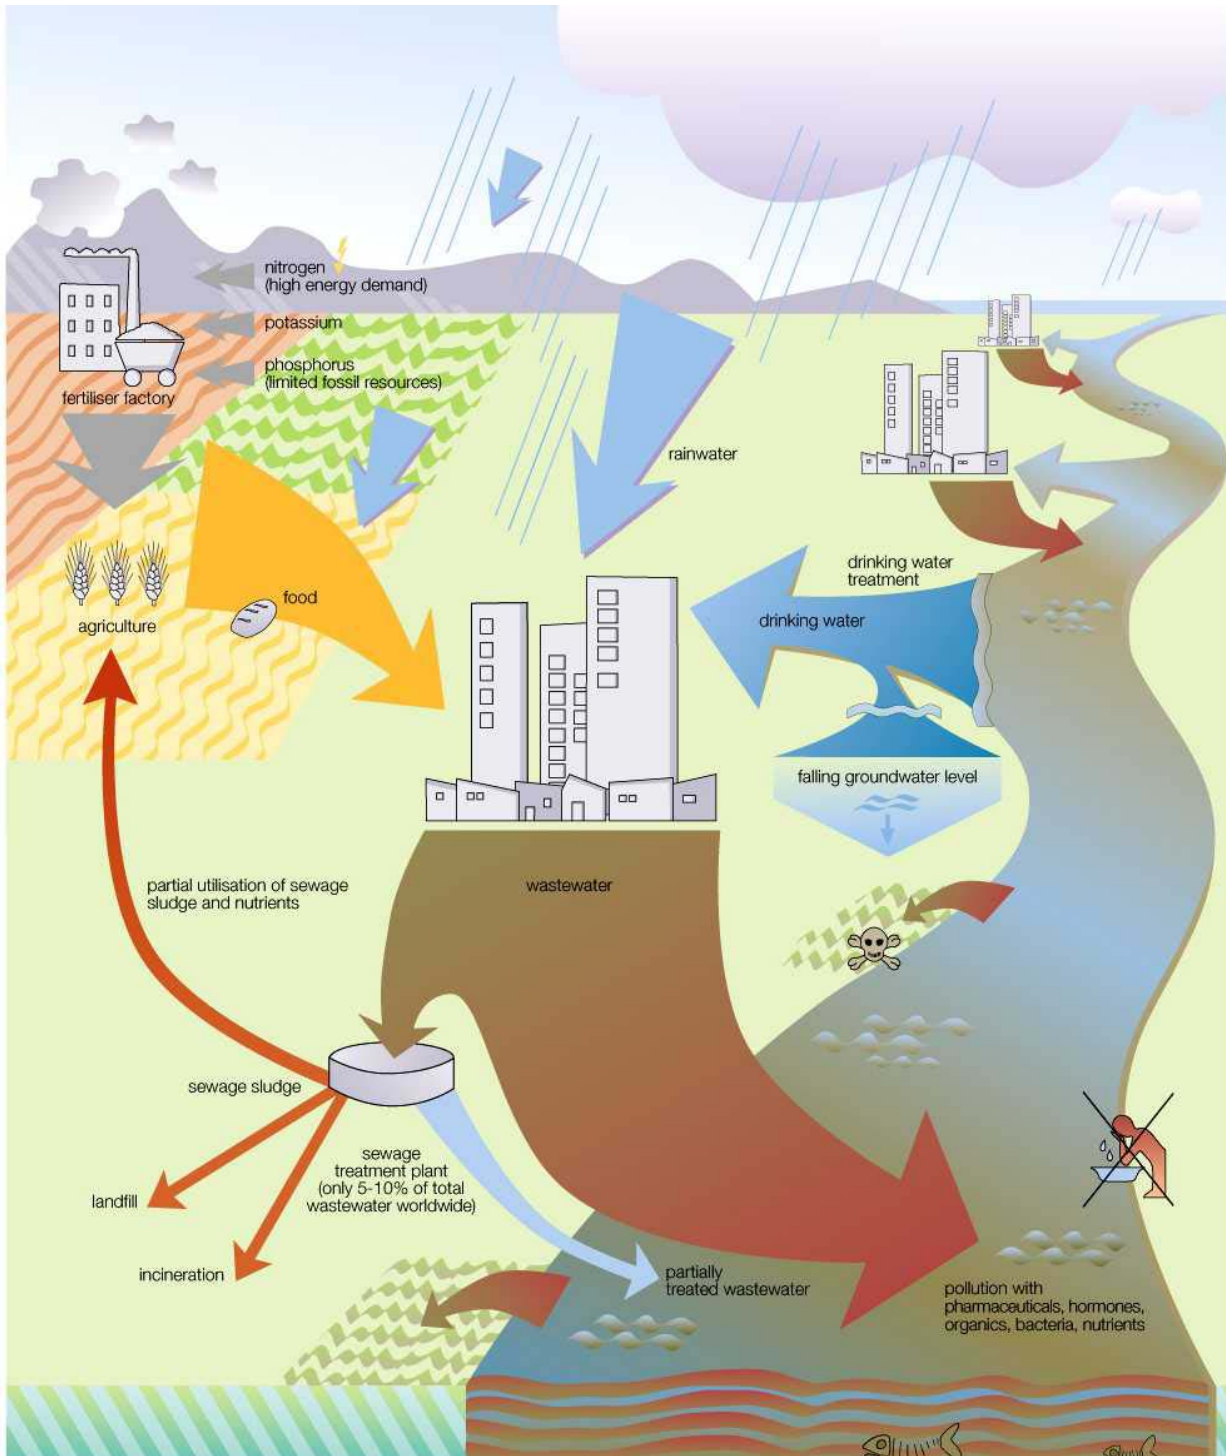 nitrogen
(high energy demand)
potassium
phosphorus
(limited fossil resources)
fertiliser factory
rainwater
drinking water
treatment
food
drinking water
agriculture
falling groundwater level
partial utilisation of sewage
sludge and nutrients
wastewater
sewage sludge
sewage
treatment plant
(only 5-10% of total
wastewater worldwide)
landfill
incineration
partially
treated wastewater
pollution with
pharmaceuticals, hormones,
organics, bacteria, nutrients